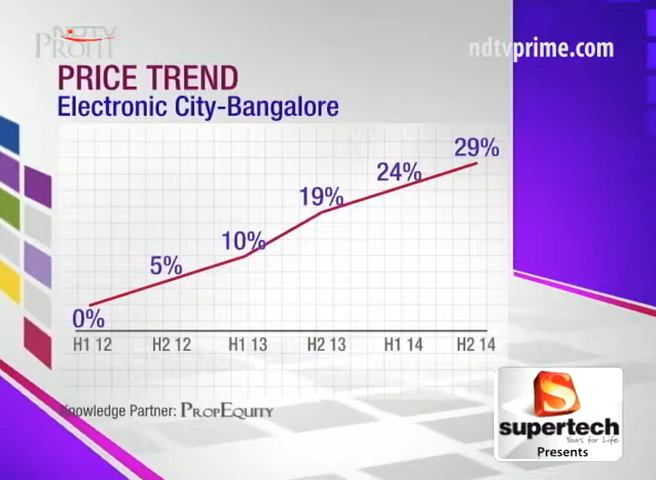 NDTV
PROFIT
ndtvprime.com
PRICE TREND
Electronic City-Bangalore
29%
24%
19%
10%
5%
0%
H1 12 H2 12 H1 13 H2 13 H1 14 H2 14
Knowledge Partner: PROPEQUITY
S
supertech
Yours for Life
Presents